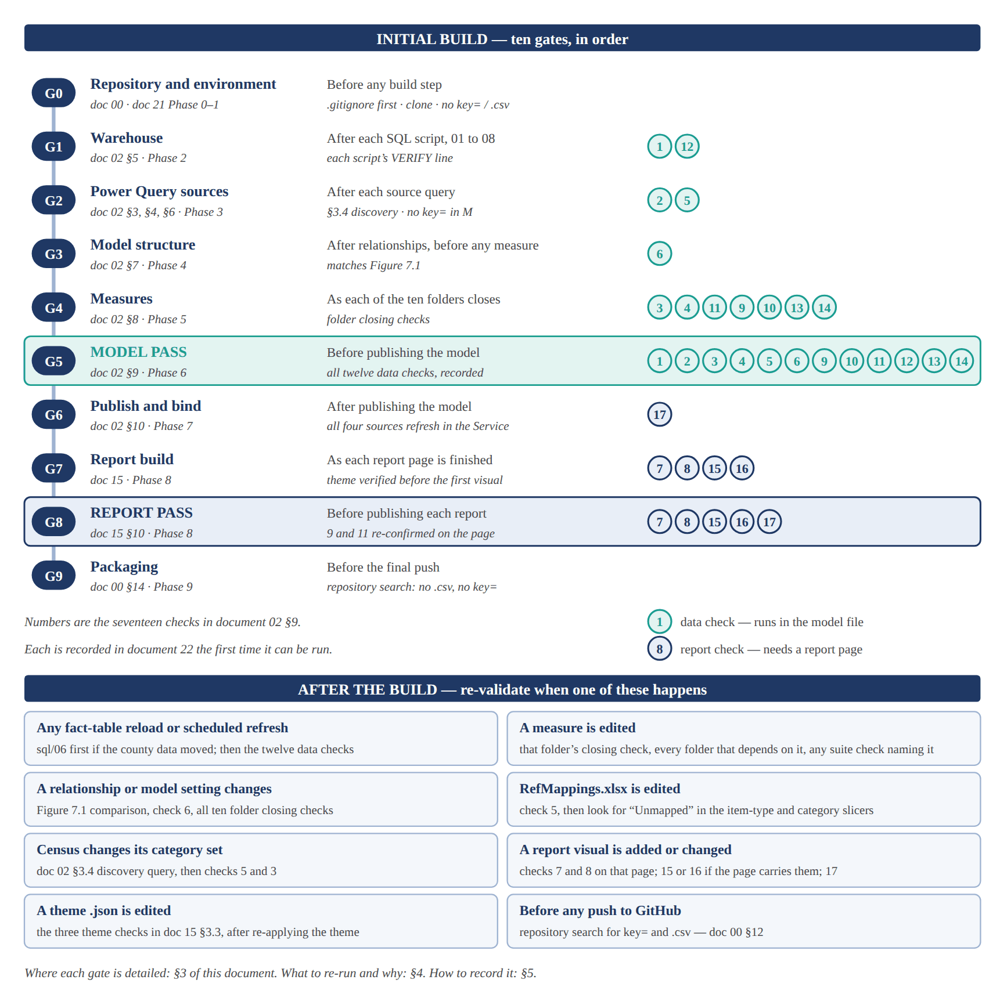 INITIAL BUILD — ten gates, in order
G0
Repository and environment
Before any build step
doc 00 · doc 21 Phase 0–1
.gitignore first · clone · no key= / .csv
G1
Warehouse
After each SQL script, 01 to 08
1 12
doc 02 §5 · Phase 2
each script’s VERIFY line
G2
Power Query sources
After each source query
2 5
doc 02 §3, §4, §6 · Phase 3
§3.4 discovery · no key= in M
G3
Model structure
After relationships, before any measure
6
doc 02 §7 · Phase 4
matches Figure 7.1
G4
Measures
As each of the ten folders closes
3 4 11 9 10 13 14
doc 02 §8 · Phase 5
folder closing checks
G5
MODEL PASS
Before publishing the model
1 2 3 4 5 6 9 10 11 12 13 14
doc 02 §9 · Phase 6
all twelve data checks, recorded
G6
Publish and bind
After publishing the model
17
doc 02 §10 · Phase 7
all four sources refresh in the Service
G7
Report build
As each report page is finished
7 8 15 16
doc 15 · Phase 8
theme verified before the first visual
G8
REPORT PASS
Before publishing each report
7 8 15 16 17
doc 15 §10 · Phase 8
9 and 11 re-confirmed on the page
G9
Packaging
Before the final push
doc 00 §14 · Phase 9
repository search: no .csv, no key=
Numbers are the seventeen checks in document 02 §9.
1 data check — runs in the model file
Each is recorded in document 22 the first time it can be run.
8 report check — needs a report page
AFTER THE BUILD — re-validate when one of these happens
Any fact-table reload or scheduled refresh
sql/06 first if the county data moved; then the twelve data checks
A measure is edited
that folder’s closing check, every folder that depends on it, any suite check naming it
A relationship or model setting changes
Figure 7.1 comparison, check 6, all ten folder closing checks
RefMappings.xlsx is edited
check 5, then look for “Unmapped” in the item-type and category slicers
Census changes its category set
doc 02 §3.4 discovery query, then checks 5 and 3
A report visual is added or changed
checks 7 and 8 on that page; 15 or 16 if the page carries them; 17
A theme .json is edited
the three theme checks in doc 15 §3.3, after re-applying the theme
Before any push to GitHub
repository search for key= and .csv — doc 00 §12
Where each gate is detailed: §3 of this document. What to re-run and why: §4. How to record it: §5.